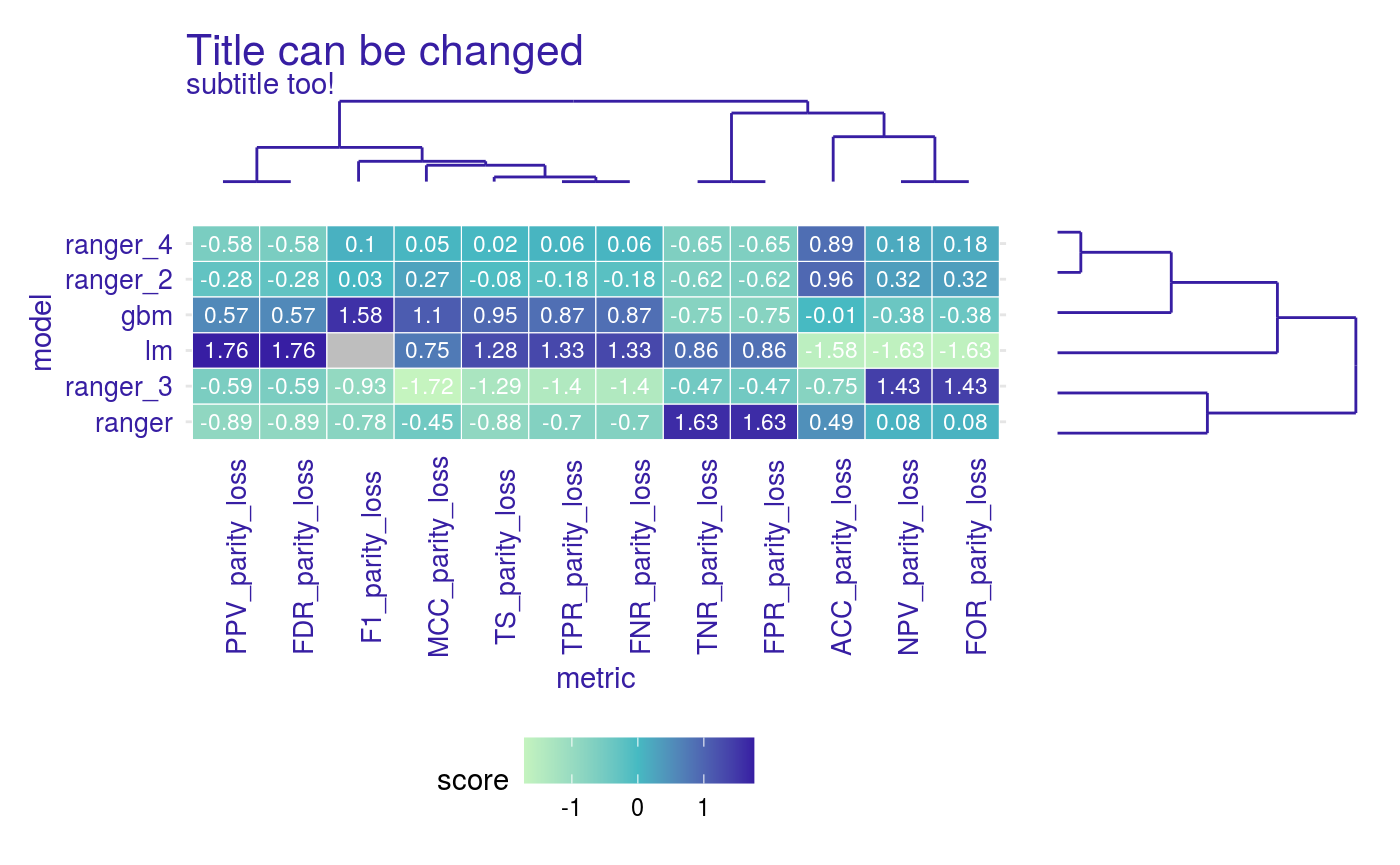 Title can be changed
subtitle too!
model
ranger_4 -0.58 -0.58 0.1 0.05 0.02 0.06 0.06 -0.65 -0.65 0.89 0.18 0.18
ranger_2 -0.28 -0.28 0.03 0.27 -0.08 -0.18 -0.18 -0.62 -0.62 0.96 0.32 0.32
gbm 0.57 0.57 1.58 1.1 0.95 0.87 0.87 -0.75 -0.75 -0.01 -0.38 -0.38
lm 1.76 1.76 0.75 1.28 1.33 1.33 0.86 0.86 -1.58 -1.63 -1.63
ranger_3 -0.59 -0.59 -0.93 -1.72 -1.29 -1.4 -1.4 -0.47 -0.47 -0.75 1.43 1.43
ranger -0.89 -0.89 -0.78 -0.45 -0.88 -0.7 -0.7 1.63 1.63 0.49 0.08 0.08
PPV_parity_loss
FDR_parity_loss
F1_parity_loss
MCC_parity_loss
TS_parity_loss
TPR_parity_loss
FNR_parity_loss
TNR_parity_loss
FPR_parity_loss
ACC_parity_loss
NPV_parity_loss
FOR_parity_loss
metric
score
-1 0 1